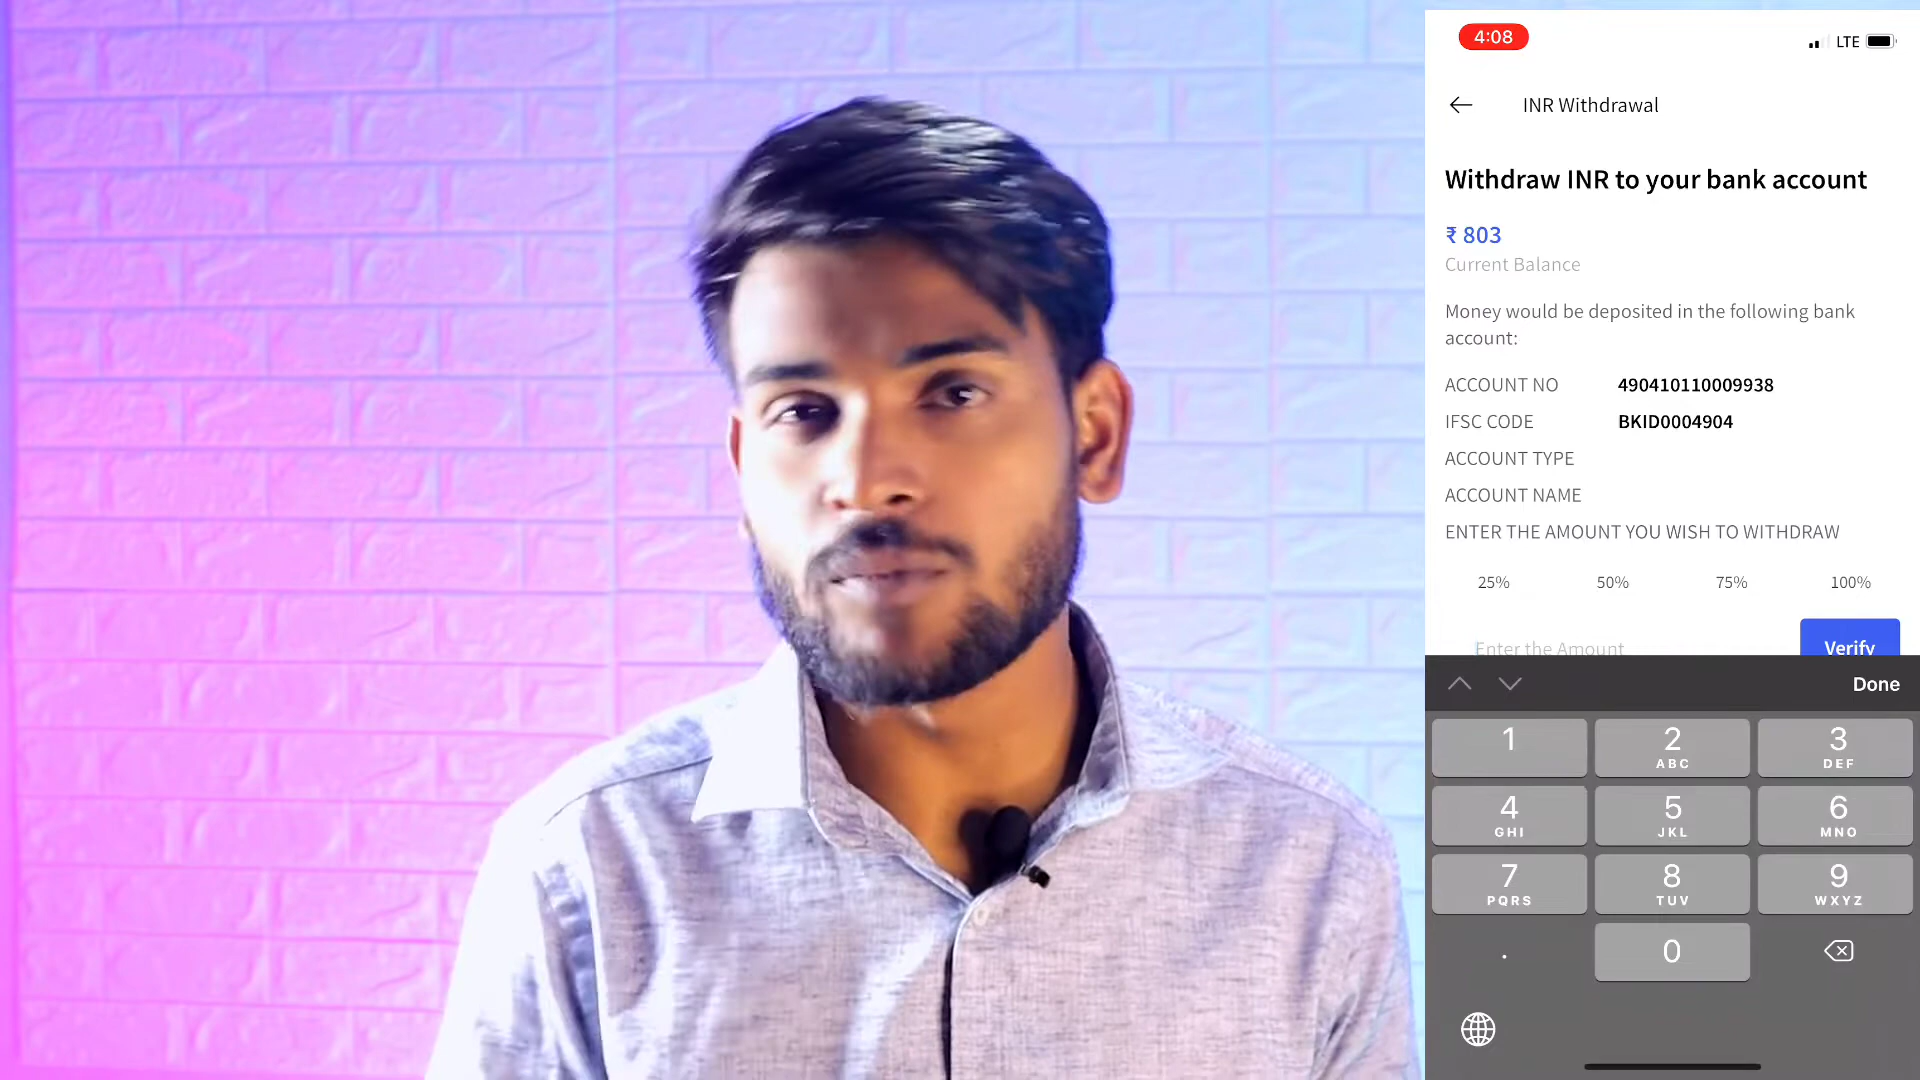 4:08
LTE
INR Withdrawal
Withdraw INR to your bank account
₹ 803
Current Balance
Money would be deposited in the following bank
account:
ACCOUNT NO 490410110009938
IFSC CODE BKID0004904
ACCOUNT TYPE
ACCOUNT NAME
ENTER THE AMOUNT YOU WISH TO WITHDRAW
25% 50% 75% 100%
Enter the Amount Verify
Done
1 2 3
ABC DEF
4 5 6
GHI JKL MNO
7 8 9
PQRS TUV WXYZ
. 0